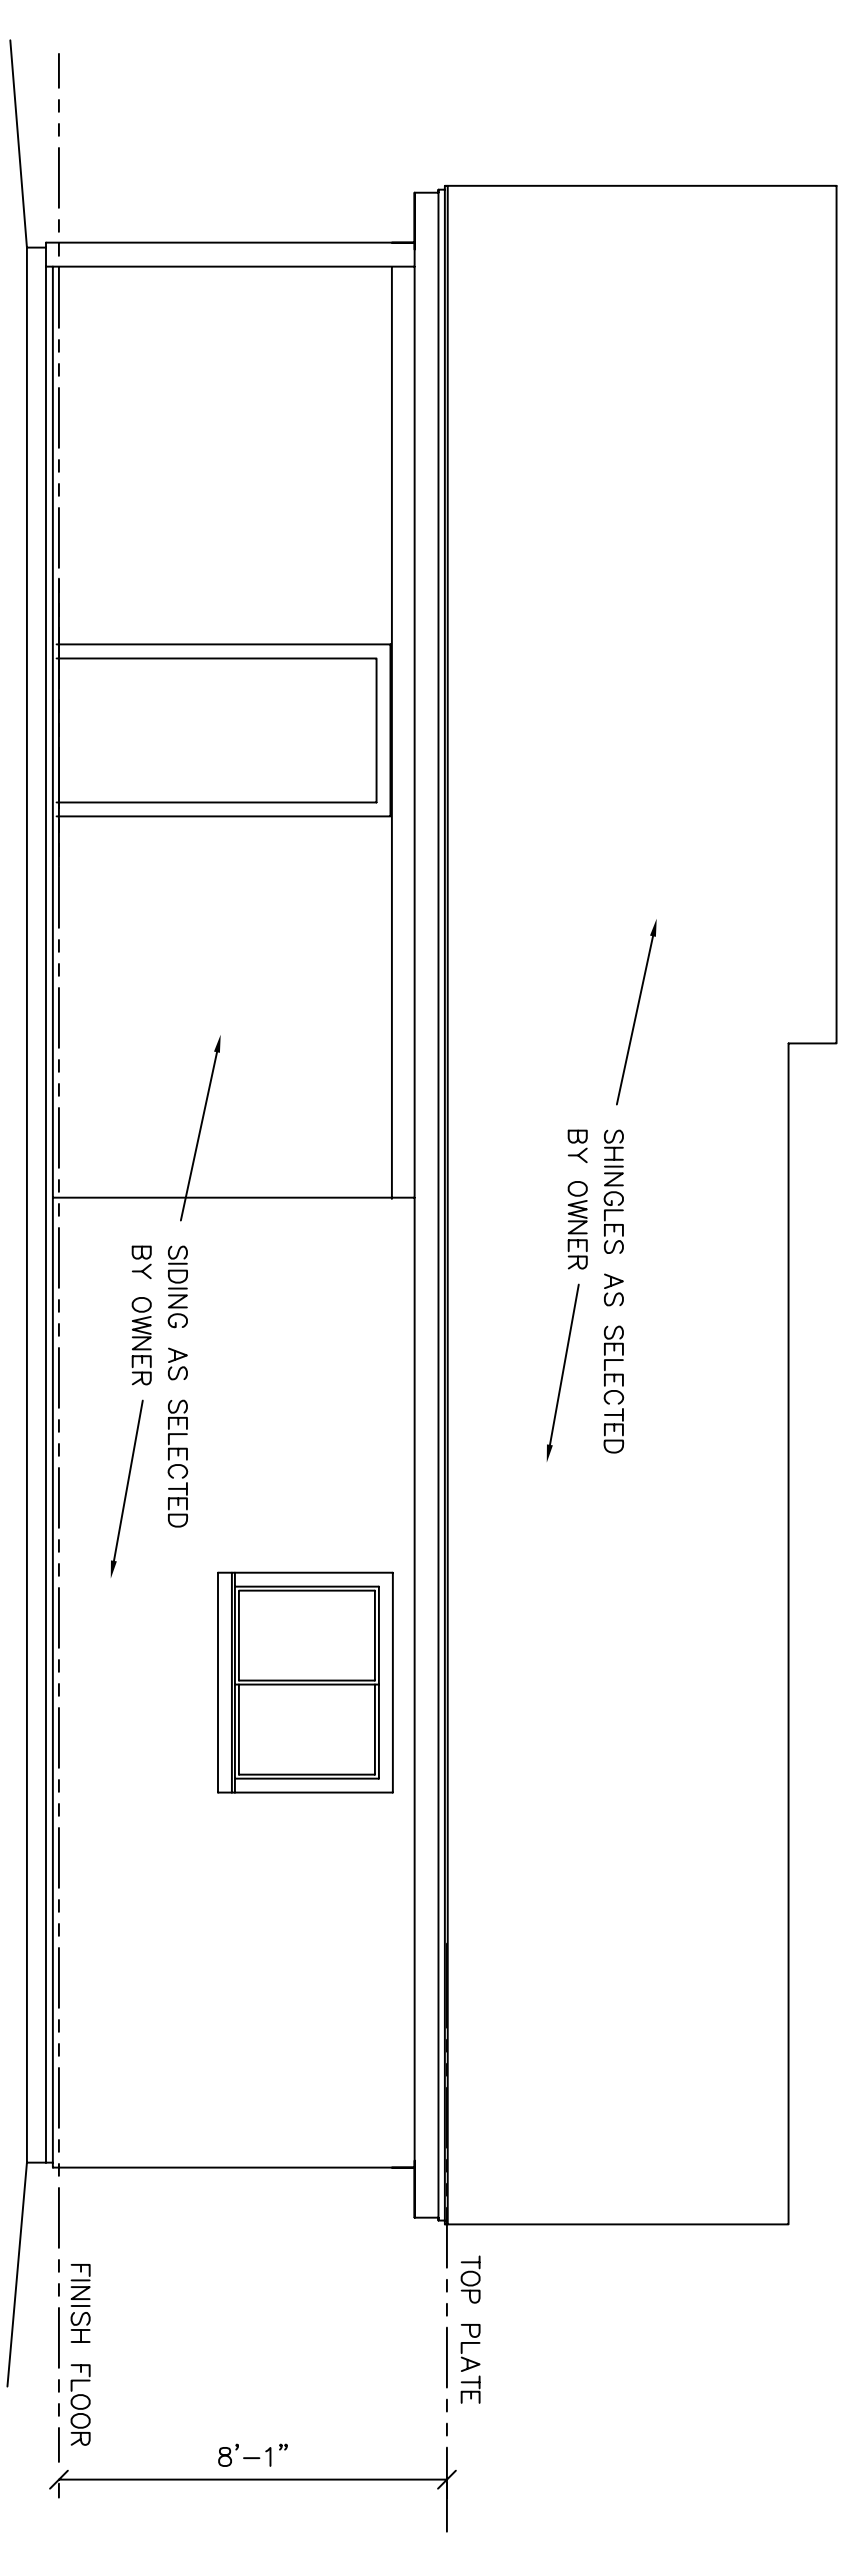 SHINGLES AS SELECTED
BY OWNER
SIDING AS SELECTED
BY OWNER
TOP PLATE
FINISH FLOOR
8'-1"